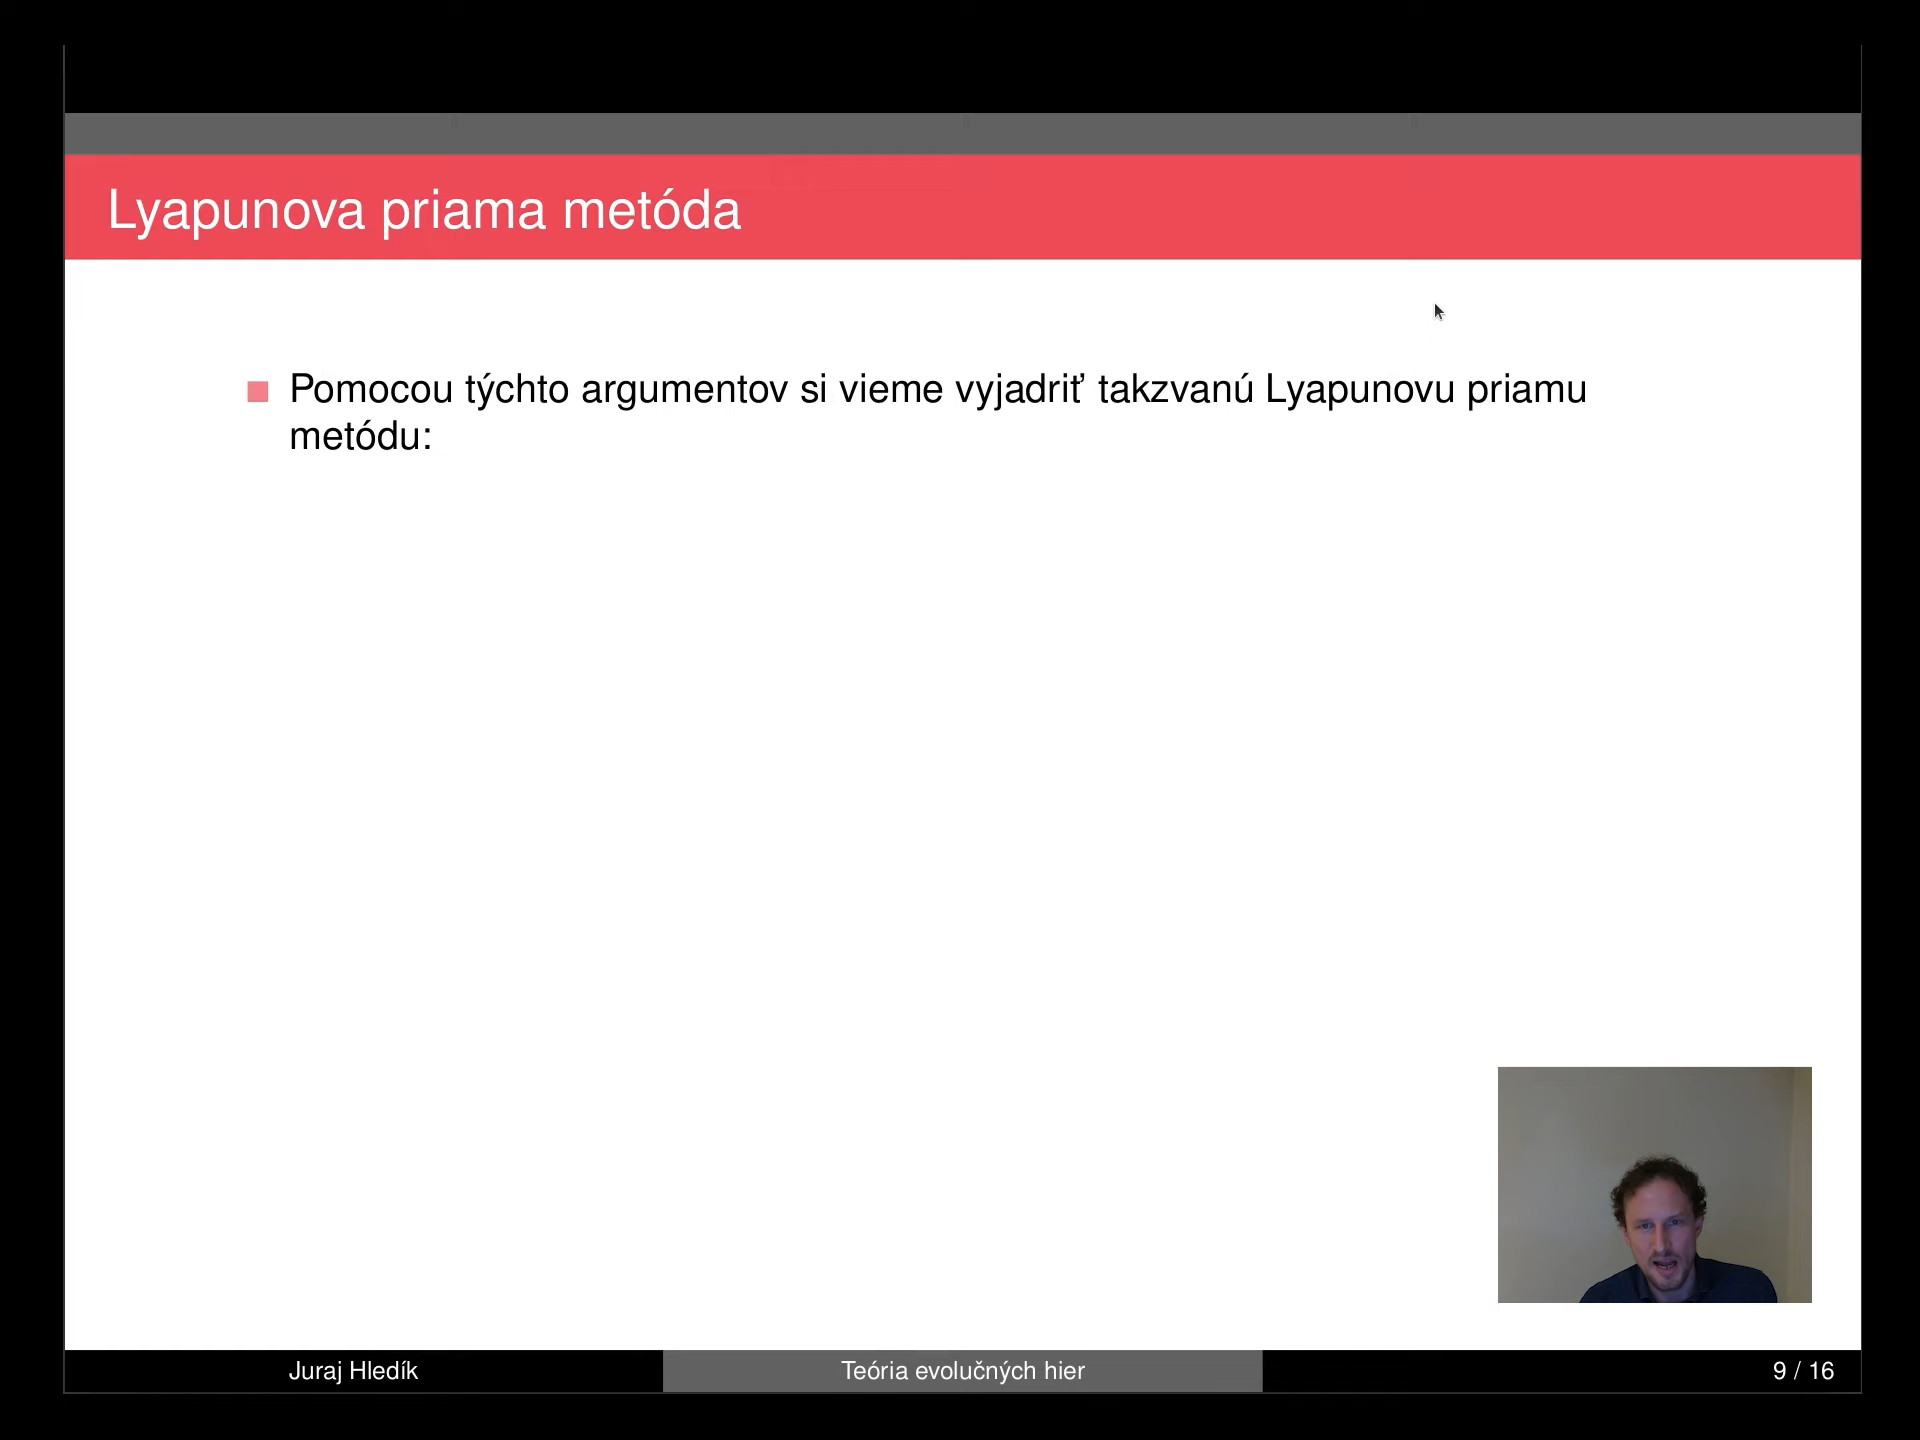 Lyapunova priama metóda
Pomocou týchto argumentov si vieme vyjadriť takzvanú Lyapunovu priamu
metódu:
Juraj Hledík
Teória evolučných hier
9 / 16